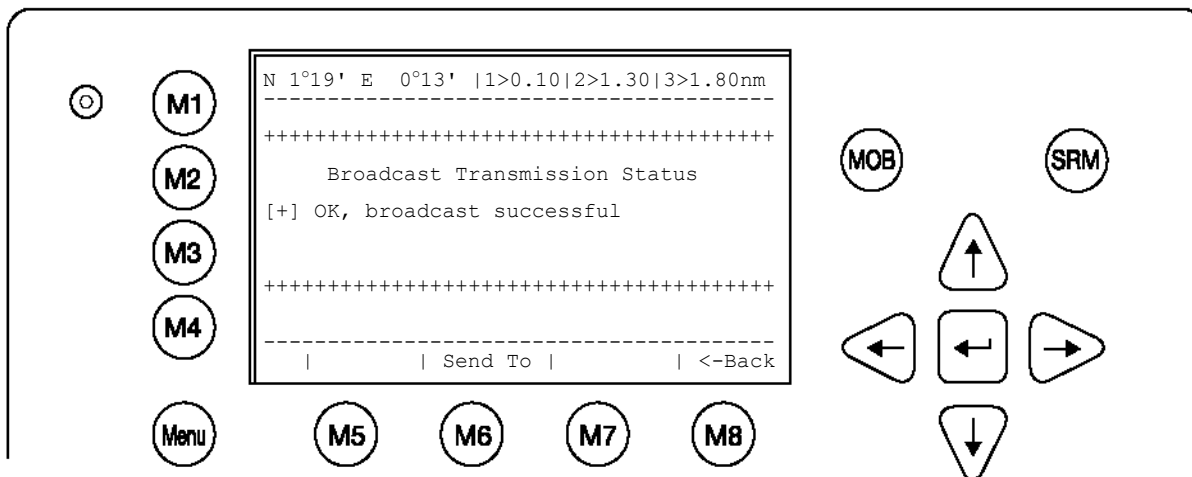 N 1°19' E  0°13' |1>0.10|2>1.30|3>1.80nm
----------------------------------------
++++++++++++++++++++++++++++++++++++++++
Broadcast Transmission Status
[+] OK, broadcast successful
++++++++++++++++++++++++++++++++++++++++
----------------------------------------
|        | Send To |         | <-Back
M1
M2
M3
M4
Menu
M5
M6
M7
M8
MOB
SRM